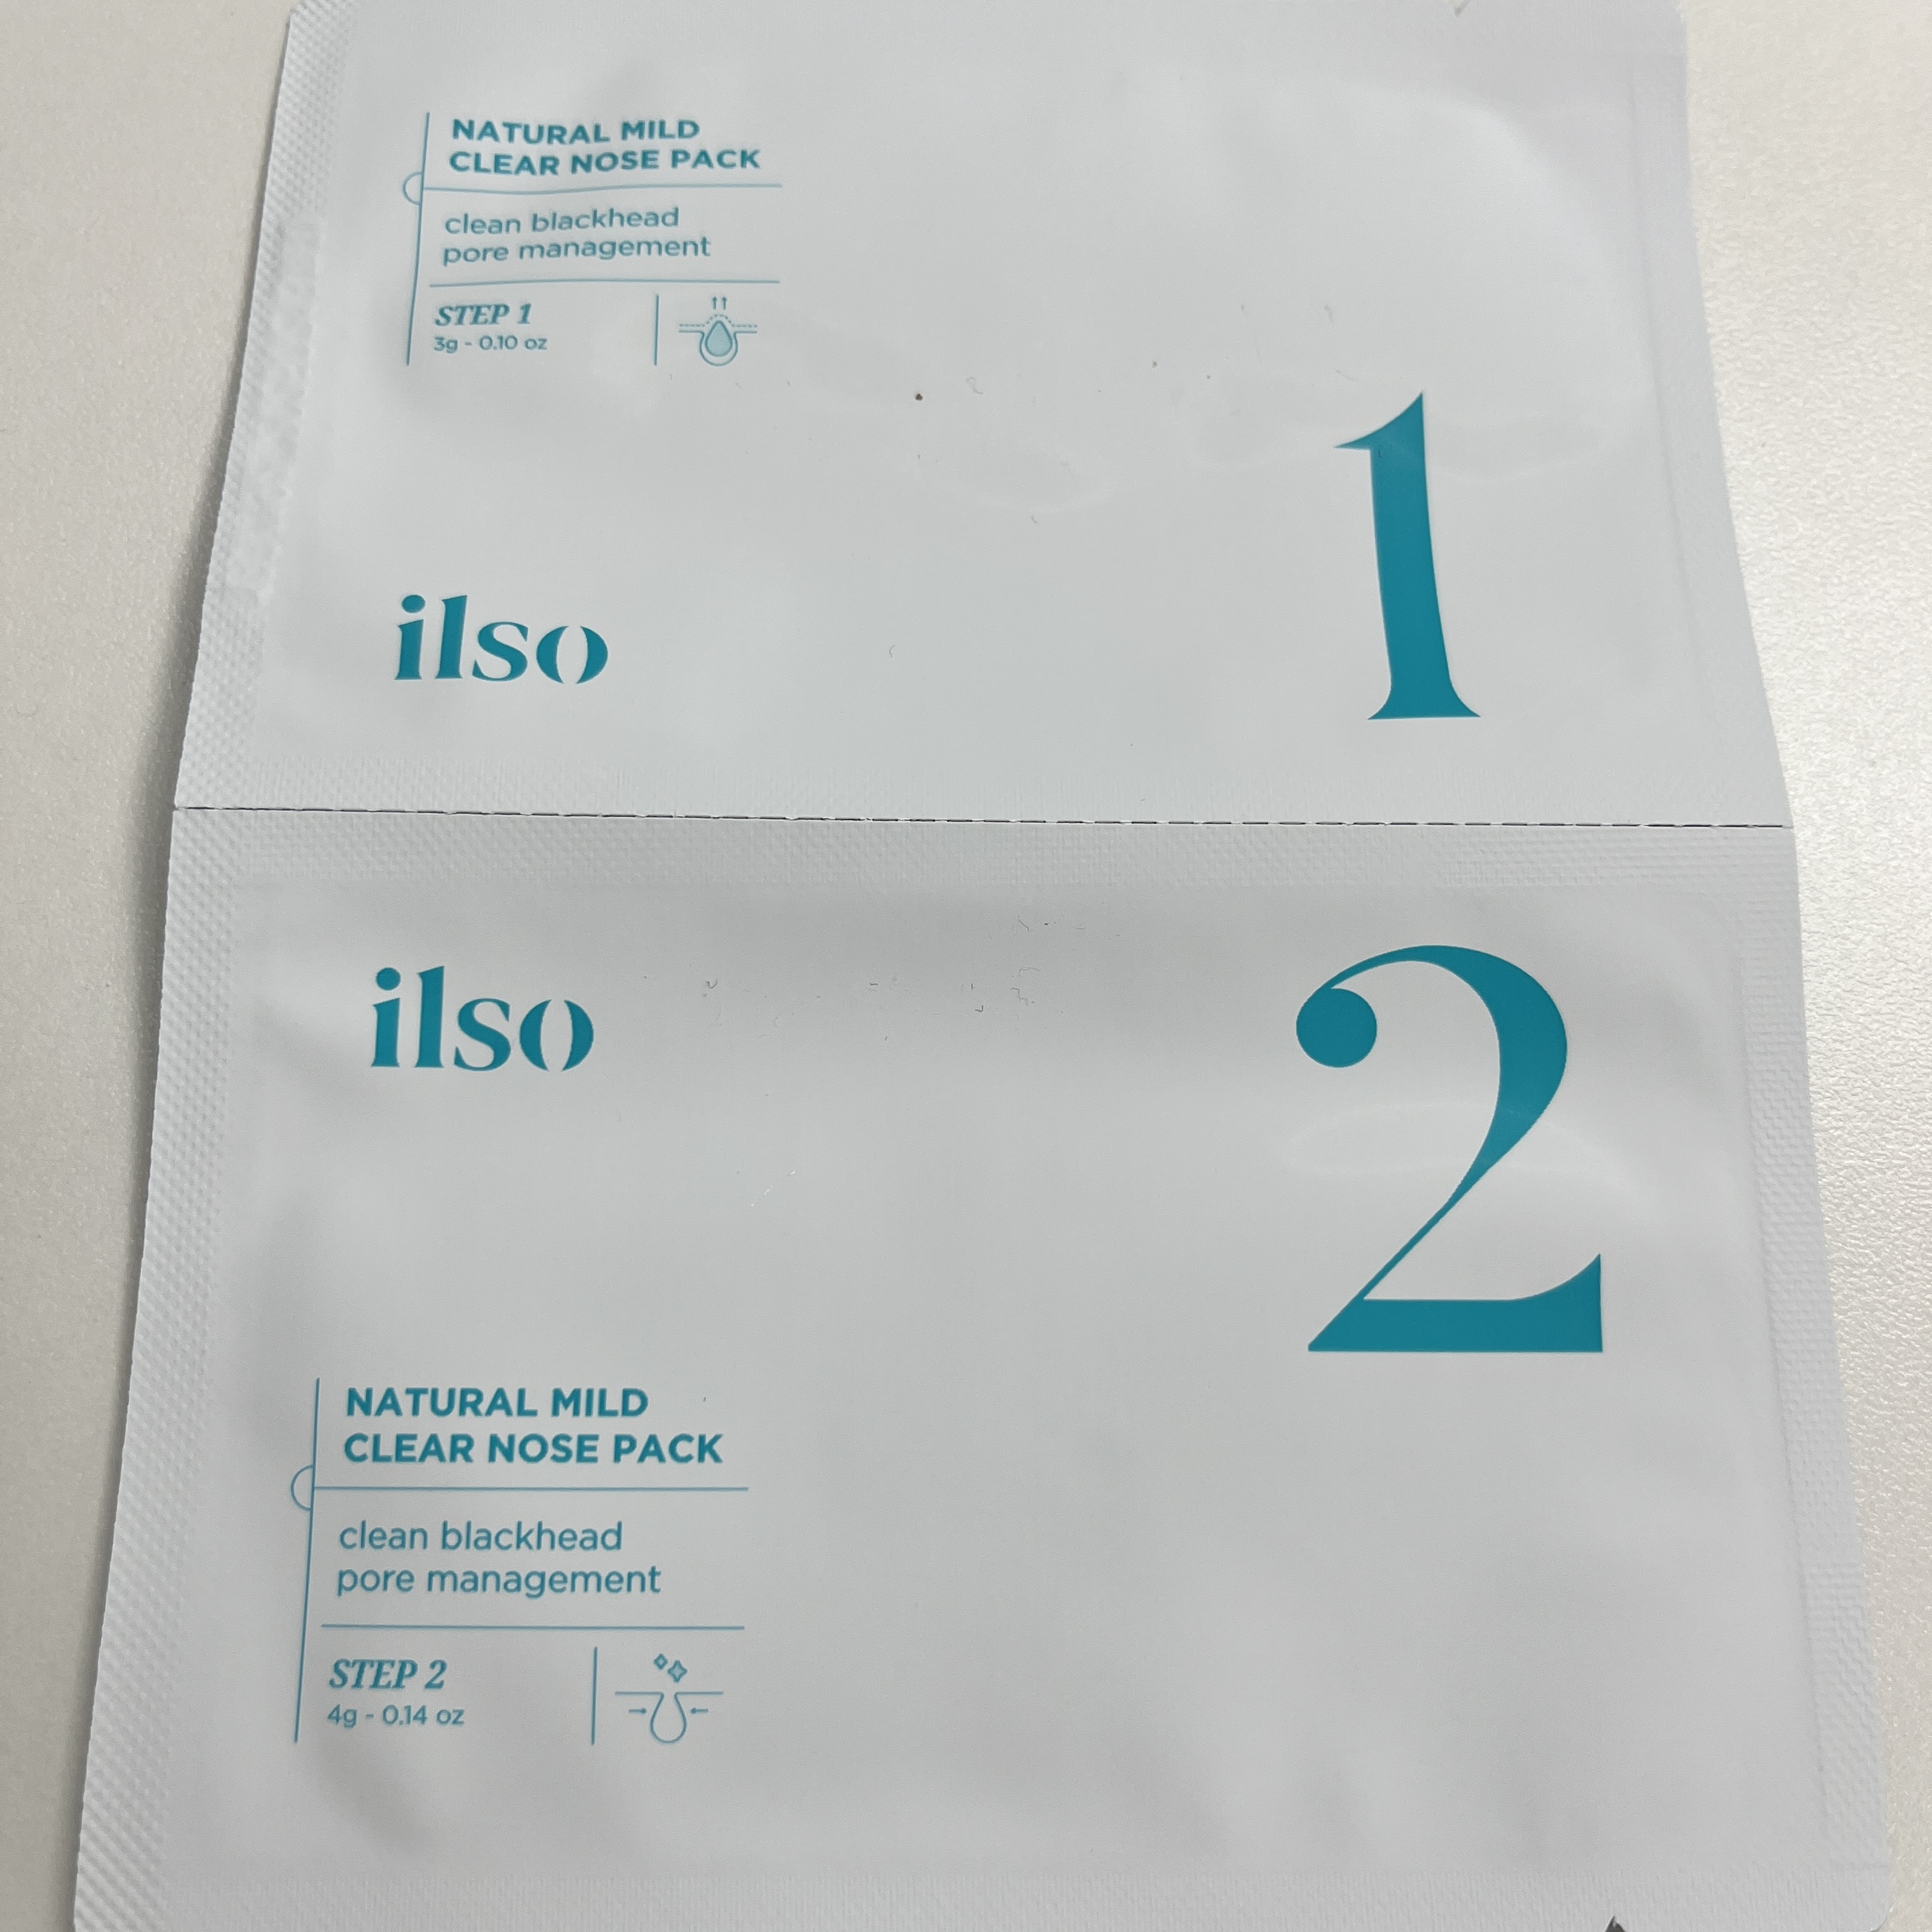 NATURAL MILD
CLEAR NOSE PACK
clean blackhead
pore management
STEP 1
3g - 0.10 oz
1
ilso
ilso
2
NATURAL MILD
CLEAR NOSE PACK
clean blackhead
pore management
STEP 2
4g - 0.14 oz